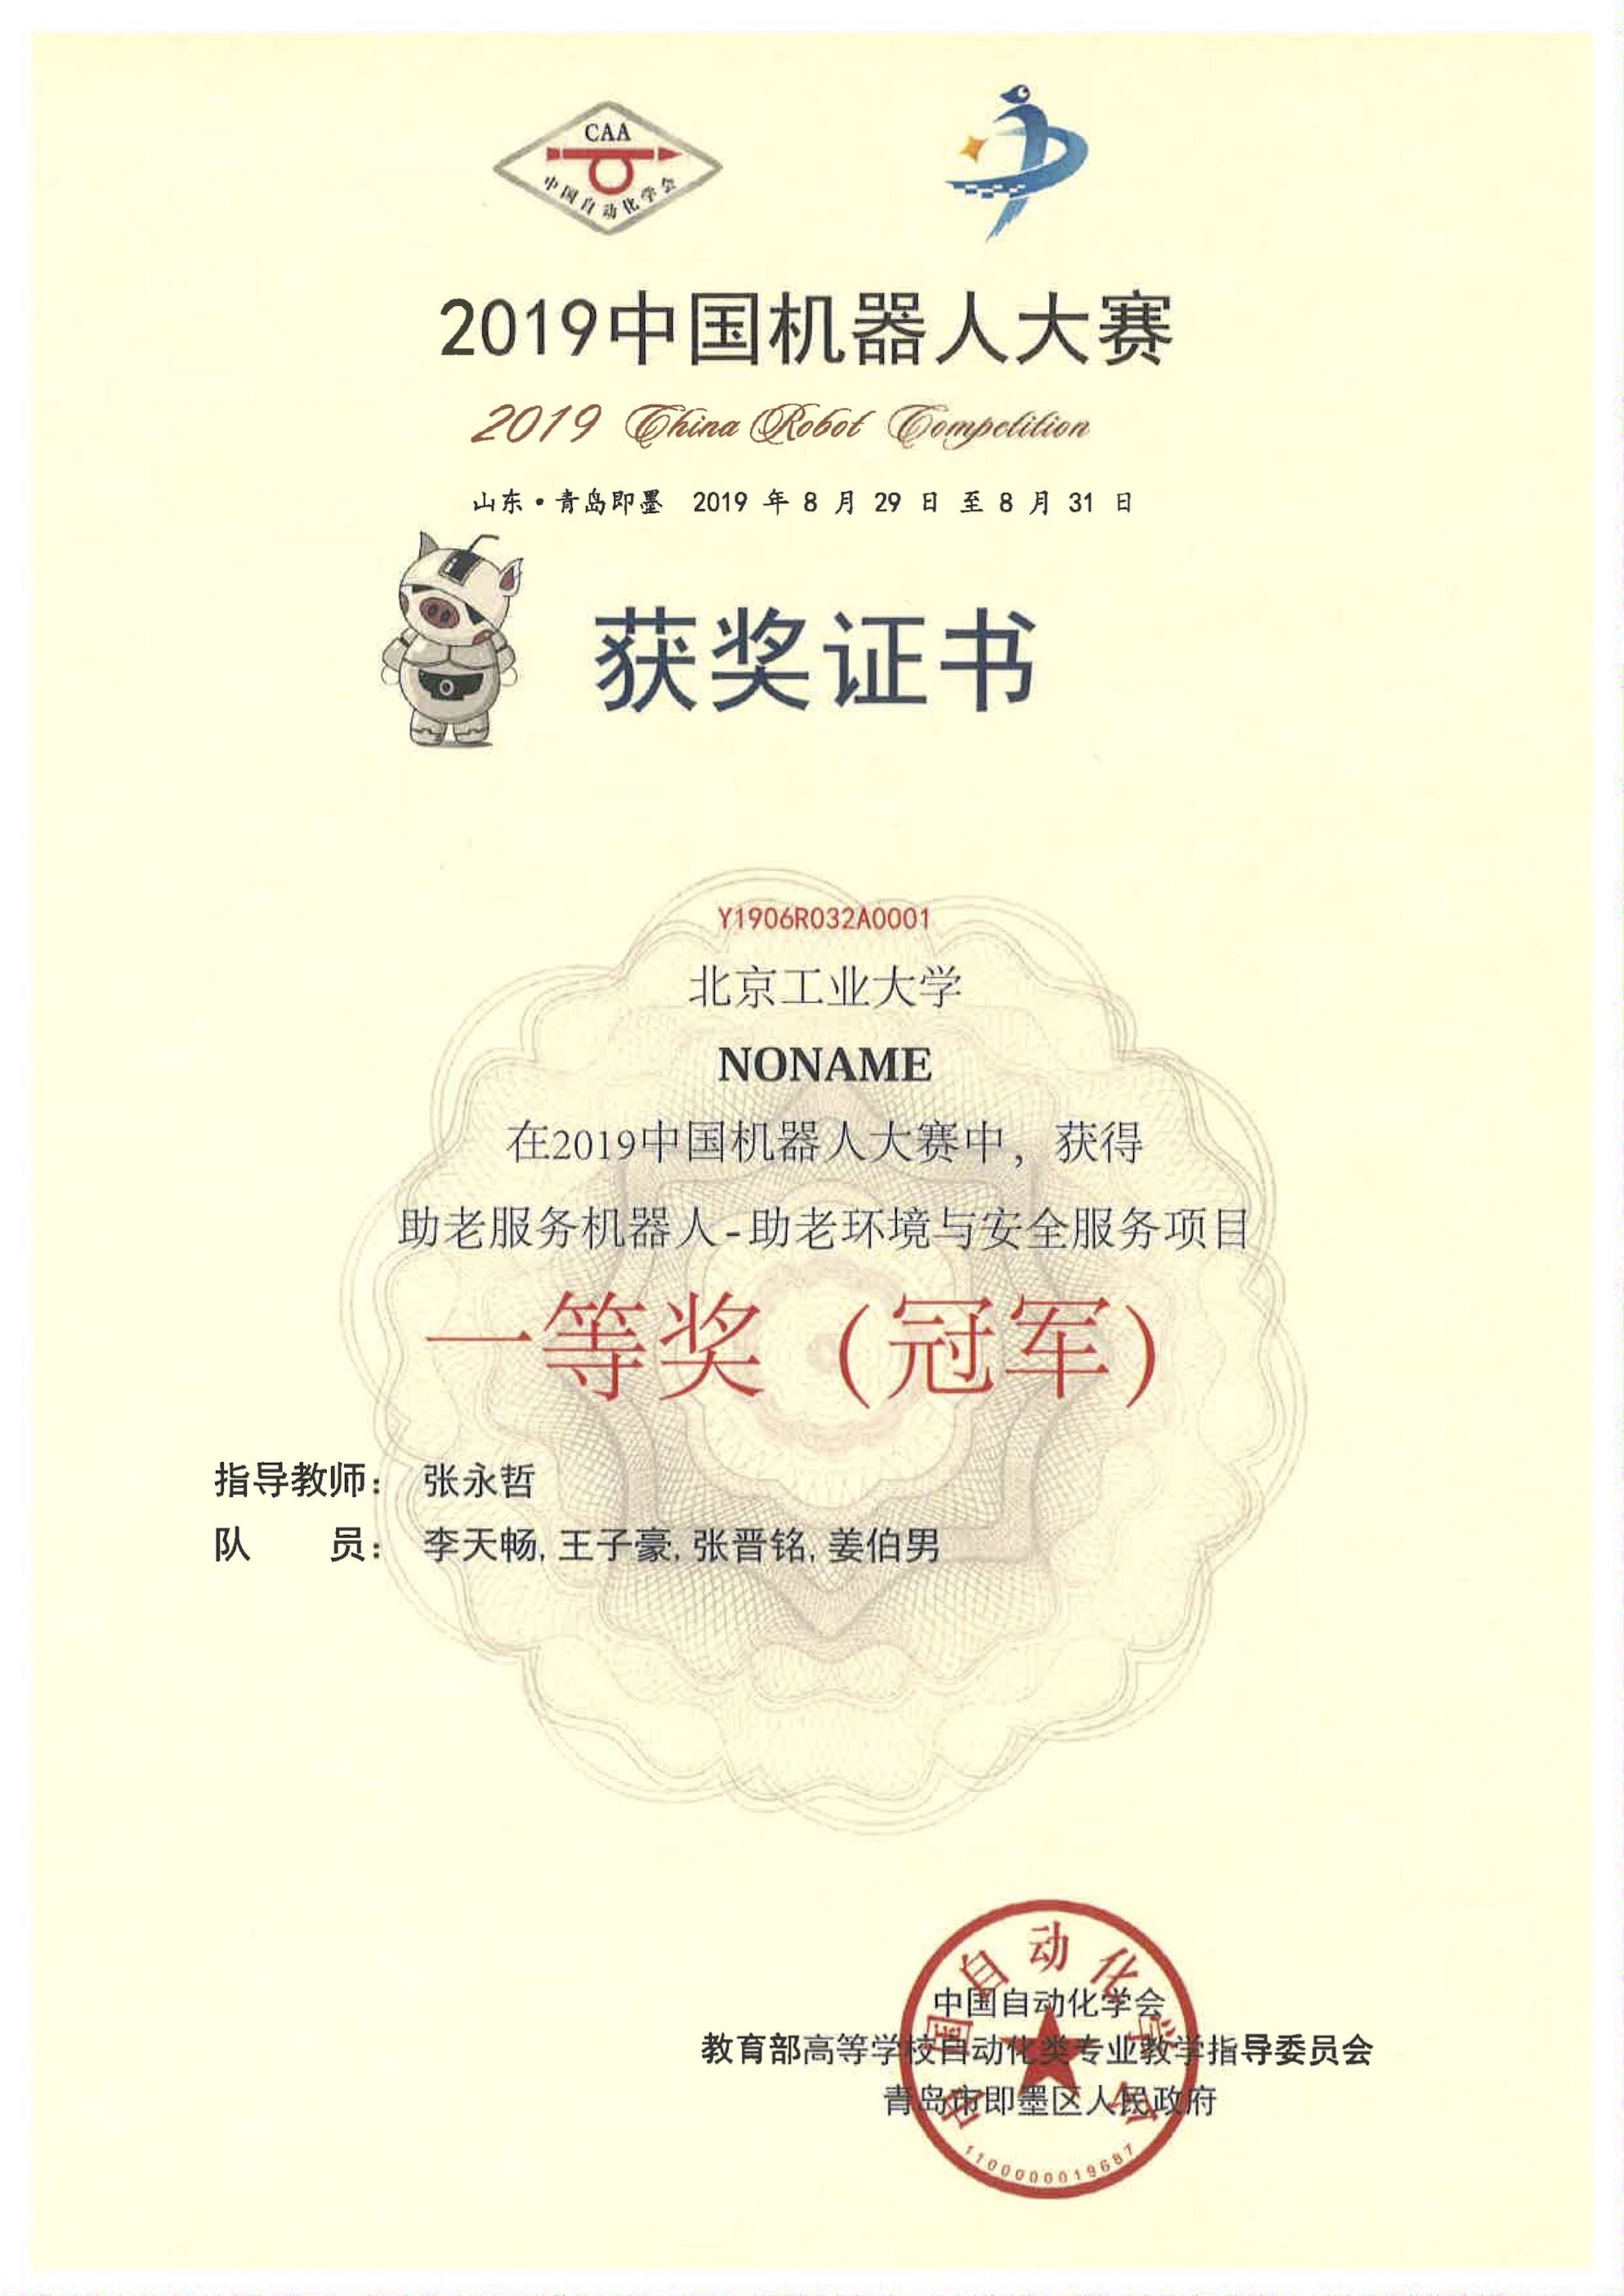 CAA
中国自动化学会
2019中国机器人大赛
2019 China Robot Competition
山东·青岛即墨 2019 年 8 月 29 日 至 8 月 31 日
获奖证书
Y1906R032A0001
北京工业大学
NONAME
在2019中国机器人大赛中，获得
助老服务机器人-助老环境与安全服务项目
一等奖（冠军）
指导教师： 张永哲
队 员： 李天畅, 王子豪, 张晋铭, 姜伯男
中国自动化学会
中国自动化学会
教育部高等学校自动化类专业教学指导委员会
青岛市即墨区人民政府
1100000019687